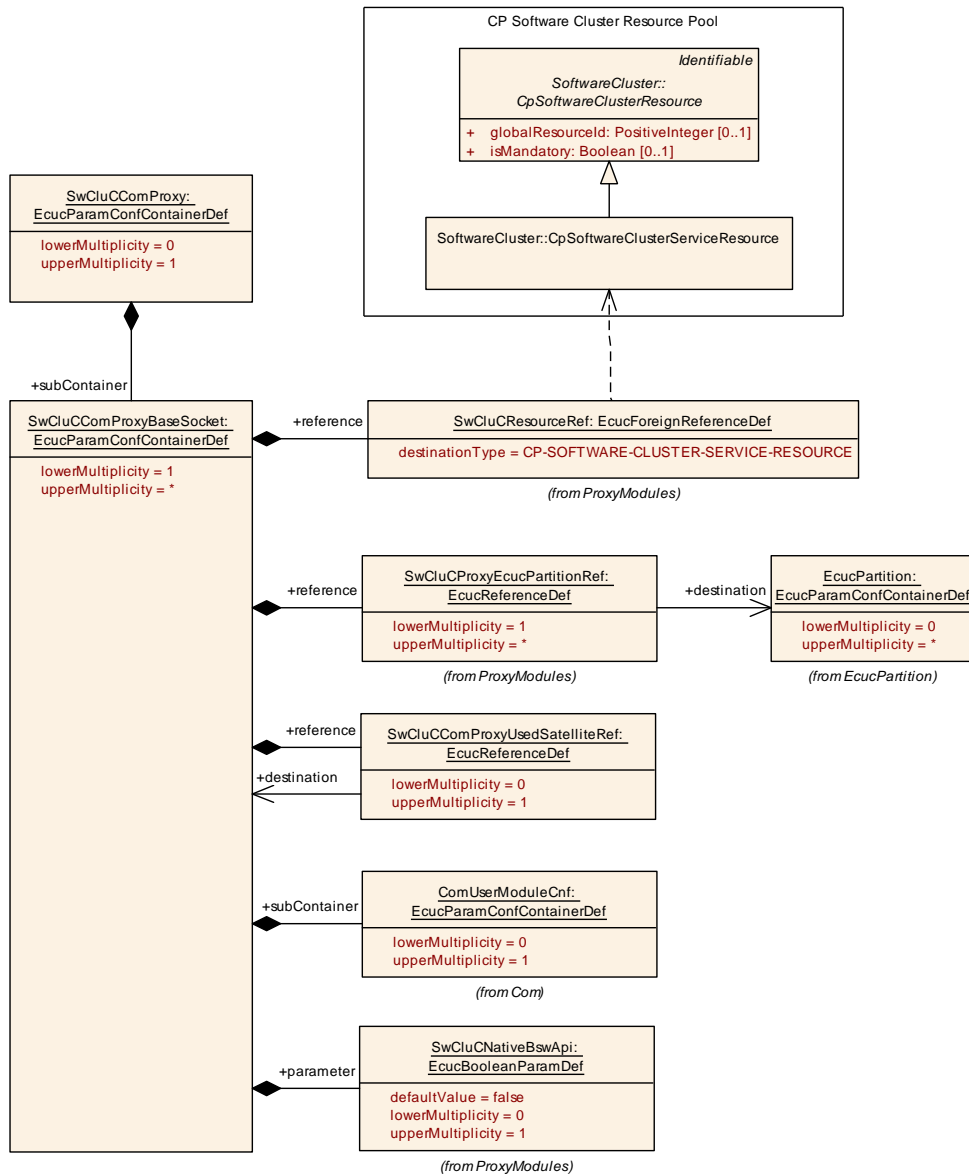 CP Software Cluster Resource Pool
Identifiable
SoftwareCluster::
CpSoftwareClusterResource
+ globalResourceId: PositiveInteger [0..1]
+ isMandatory: Boolean [0..1]
SoftwareCluster::CpSoftwareClusterServiceResource
SwCluCComProxy:
EcucParamConfContainerDef
lowerMultiplicity = 0
upperMultiplicity = 1
+subContainer
SwCluCComProxyBaseSocket:
EcucParamConfContainerDef
lowerMultiplicity = 1
upperMultiplicity = *
+reference
SwCluCResourceRef: EcucForeignReferenceDef
destinationType = CP-SOFTWARE-CLUSTER-SERVICE-RESOURCE
(from ProxyModules)
+reference
SwCluCProxyEcucPartitionRef:
EcucReferenceDef
lowerMultiplicity = 1
upperMultiplicity = *
(from ProxyModules)
+destination
EcucPartition:
EcucParamConfContainerDef
lowerMultiplicity = 0
upperMultiplicity = *
(from EcucPartition)
+reference
+destination
SwCluCComProxyUsedSatelliteRef:
EcucReferenceDef
lowerMultiplicity = 0
upperMultiplicity = 1
+subContainer
ComUserModuleCnf:
EcucParamConfContainerDef
lowerMultiplicity = 0
upperMultiplicity = 1
(from Com)
+parameter
SwCluCNativeBswApi:
EcucBooleanParamDef
defaultValue = false
lowerMultiplicity = 0
upperMultiplicity = 1
(from ProxyModules)